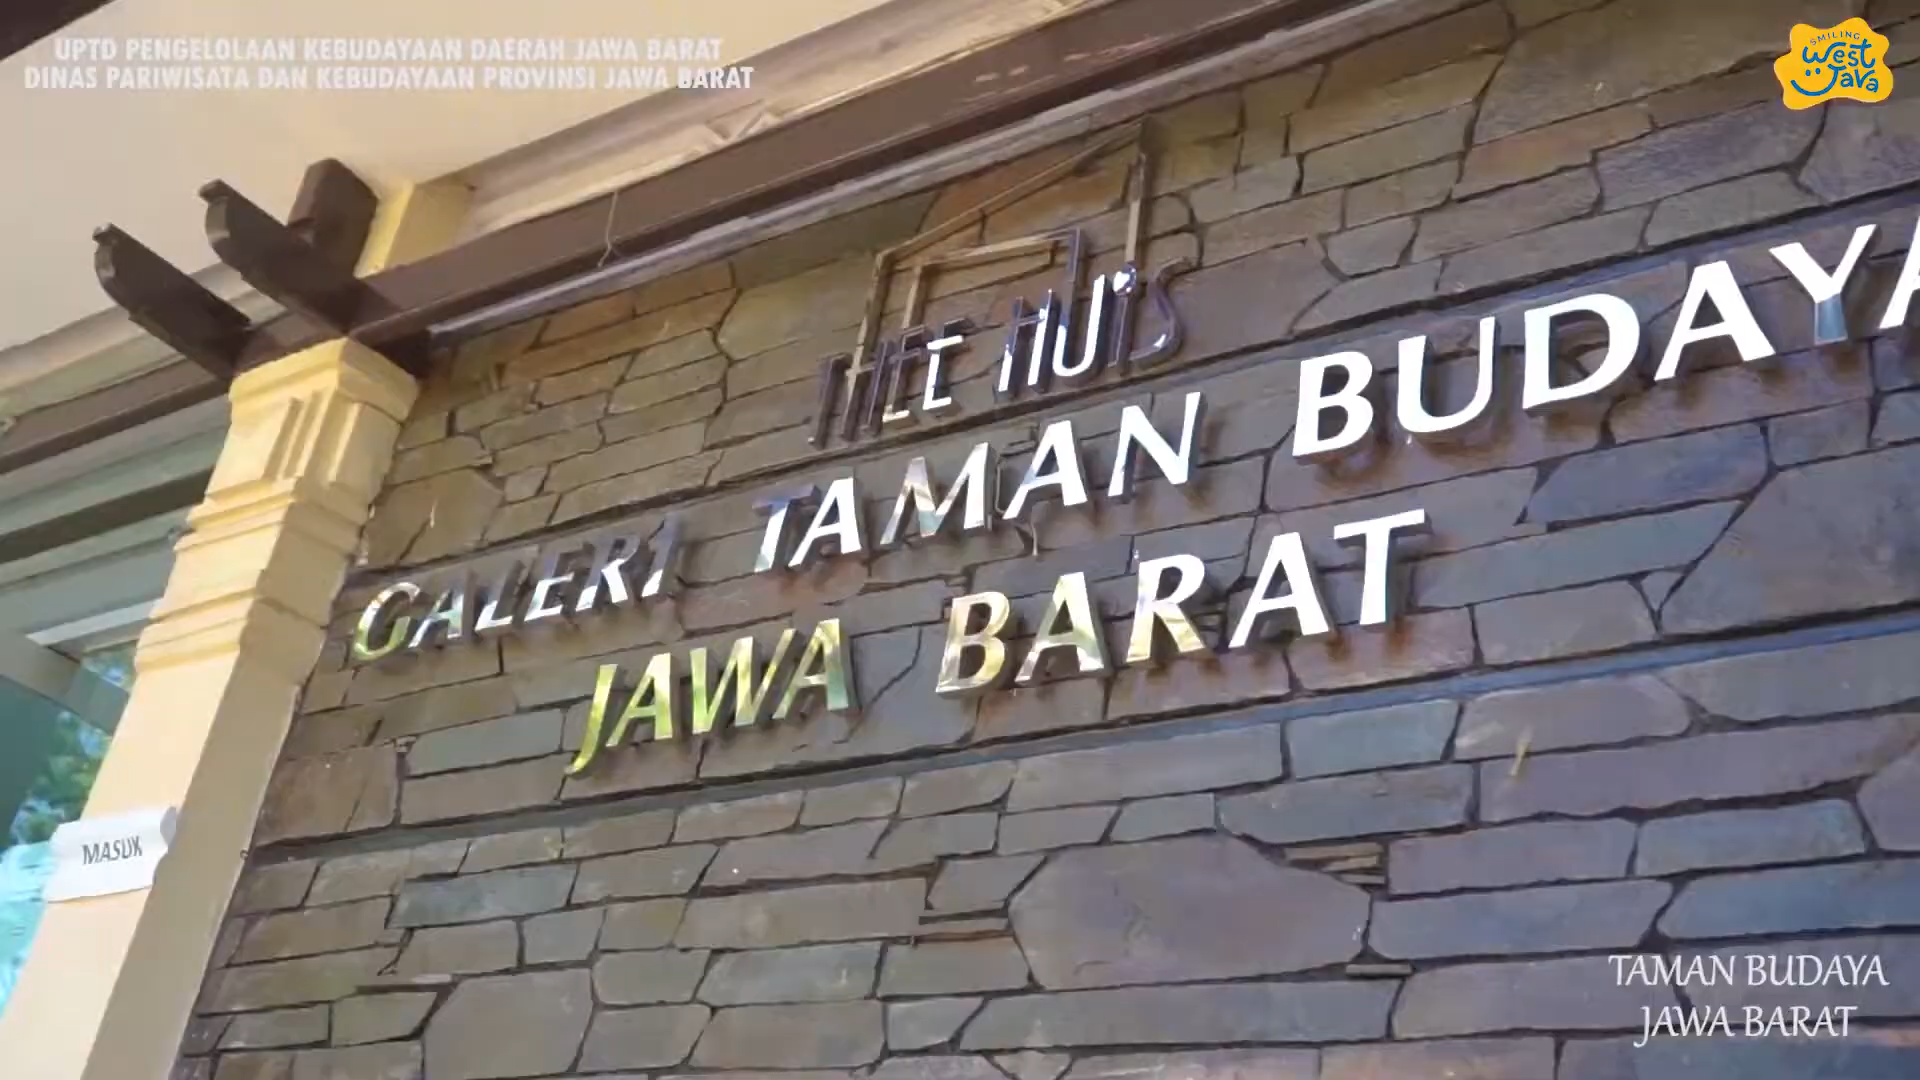 UPTD PENGELOLAAN KEBUDAYAAN DAERAH JAWA BARAT
DINAS PARIWISATA DAN KEBUDAYAAN PROVINSI JAWA BARAT
SMILING
West
Java
THEE HUIS
GALERI TAMAN BUDAYA
JAWA BARAT
MASUK
TAMAN BUDAYA
JAWA BARAT